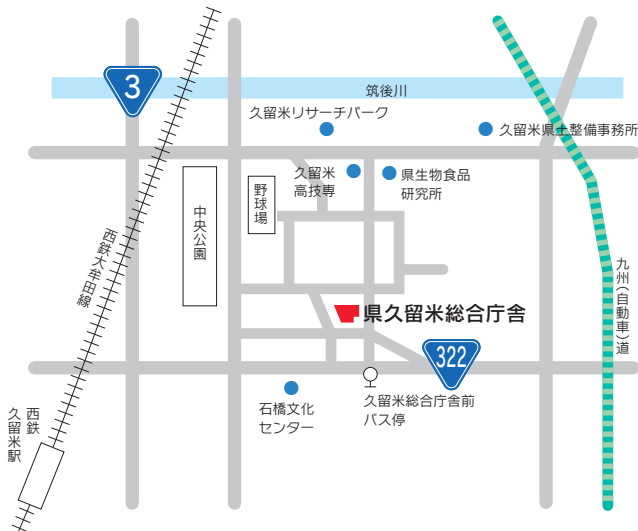 3
筑後川
久留米リサーチパーク
久留米県土整備事務所
久留米
高技専
県生物食品
研究所
野球場
中央公園
西鉄大牟田線
九州(自動車)道
県久留米総合庁舎
322
石橋文化
センター
久留米総合庁舎前
バス停
西鉄
久留米駅